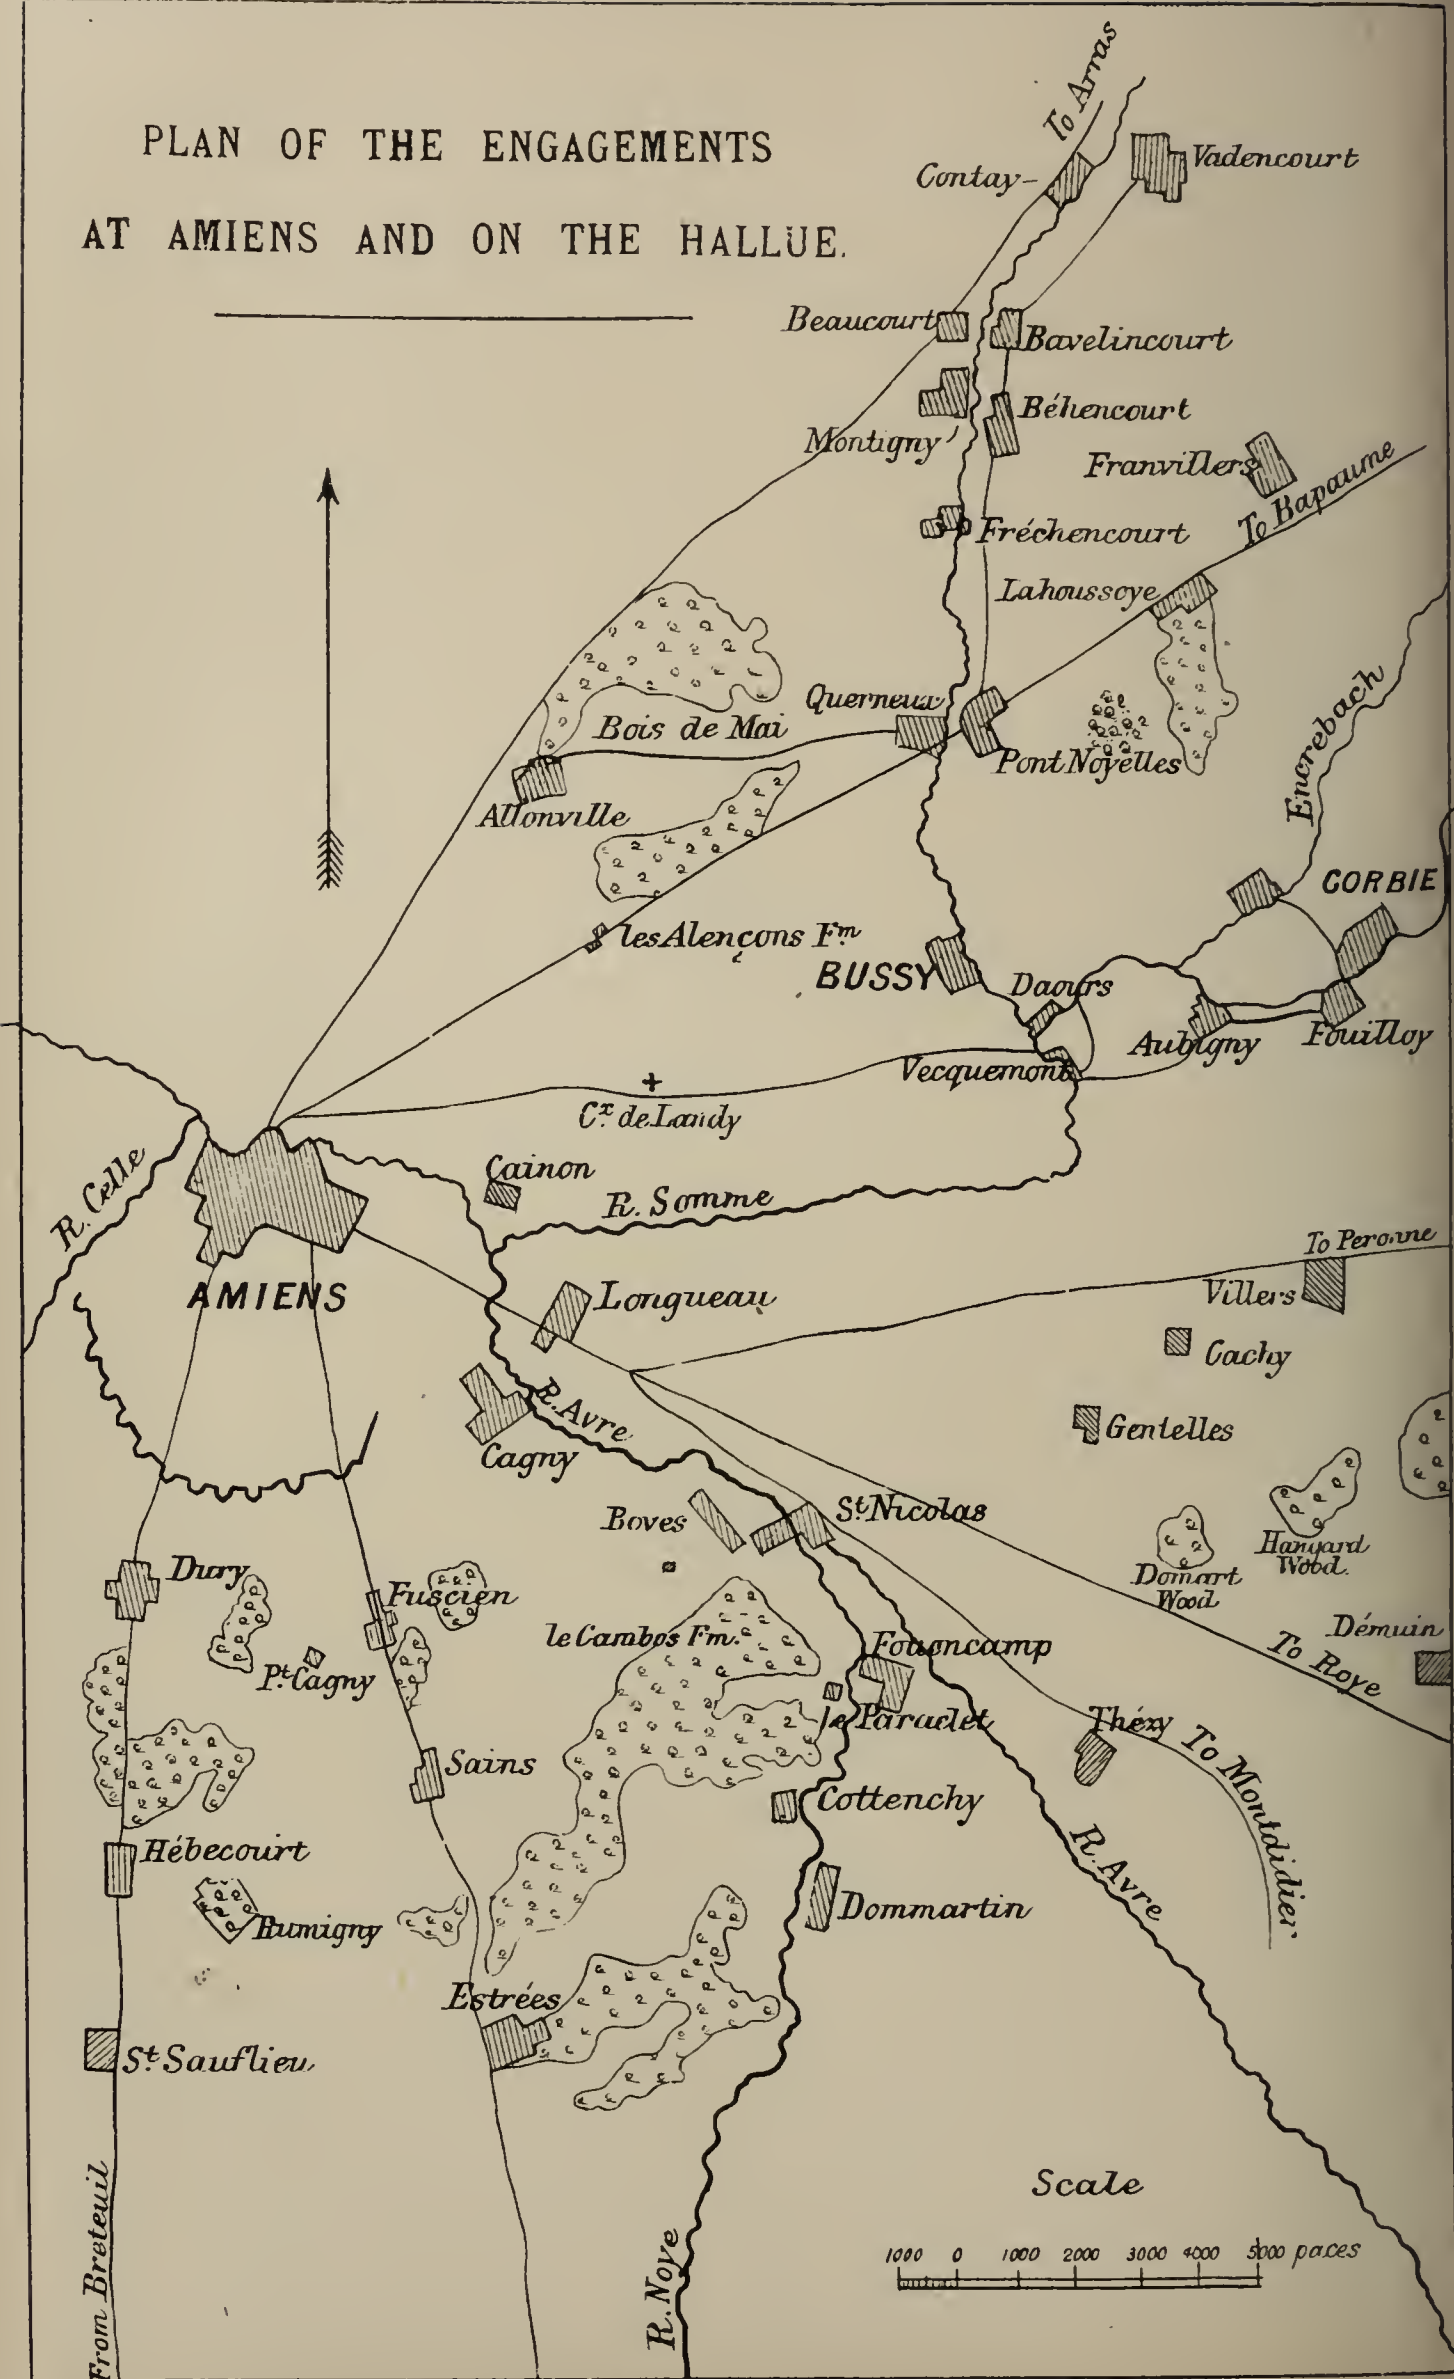 PLAN OF THE ENGAGEMENTS
AT AMIENS AND ON THE HALLUE.
To Arras
Contay
Vadencourt
Beaucourt
Bavelincourt
Béhencourt
Montigny
Franvillers
To Bapaume
Fréchencourt
Lahoussoye
Querneux
Bois de Mai
Pont Noyelles
Encrebach
Allonville
CORBIE
les Alençons Fm.
BUSSY
Daours
Aubigny
Fouilloy
Vecquemont
Cx. de Landy
R. Celle
Cainon
R. Somme
To Peronne
AMIENS
Longueau
Villers
Cachy
R. Avre
Gentelles
Cagny
Boves
St. Nicolas
Hangard
Wood.
Domart
Wood
Dury
Fuscien
le Cambos Fm.
Fouencamp
Démuin
To Roye
Pt. Cagny
le Paraclet
Thézy
To Montdidier
Sains
Cottenchy
R. Avre
Hébecourt
Rumigny
Dommartin
Estrées
St. Sauflieu
From Breteuil
R. Noye
Scale
1000 0 1000 2000 3000 4000 5000 paces